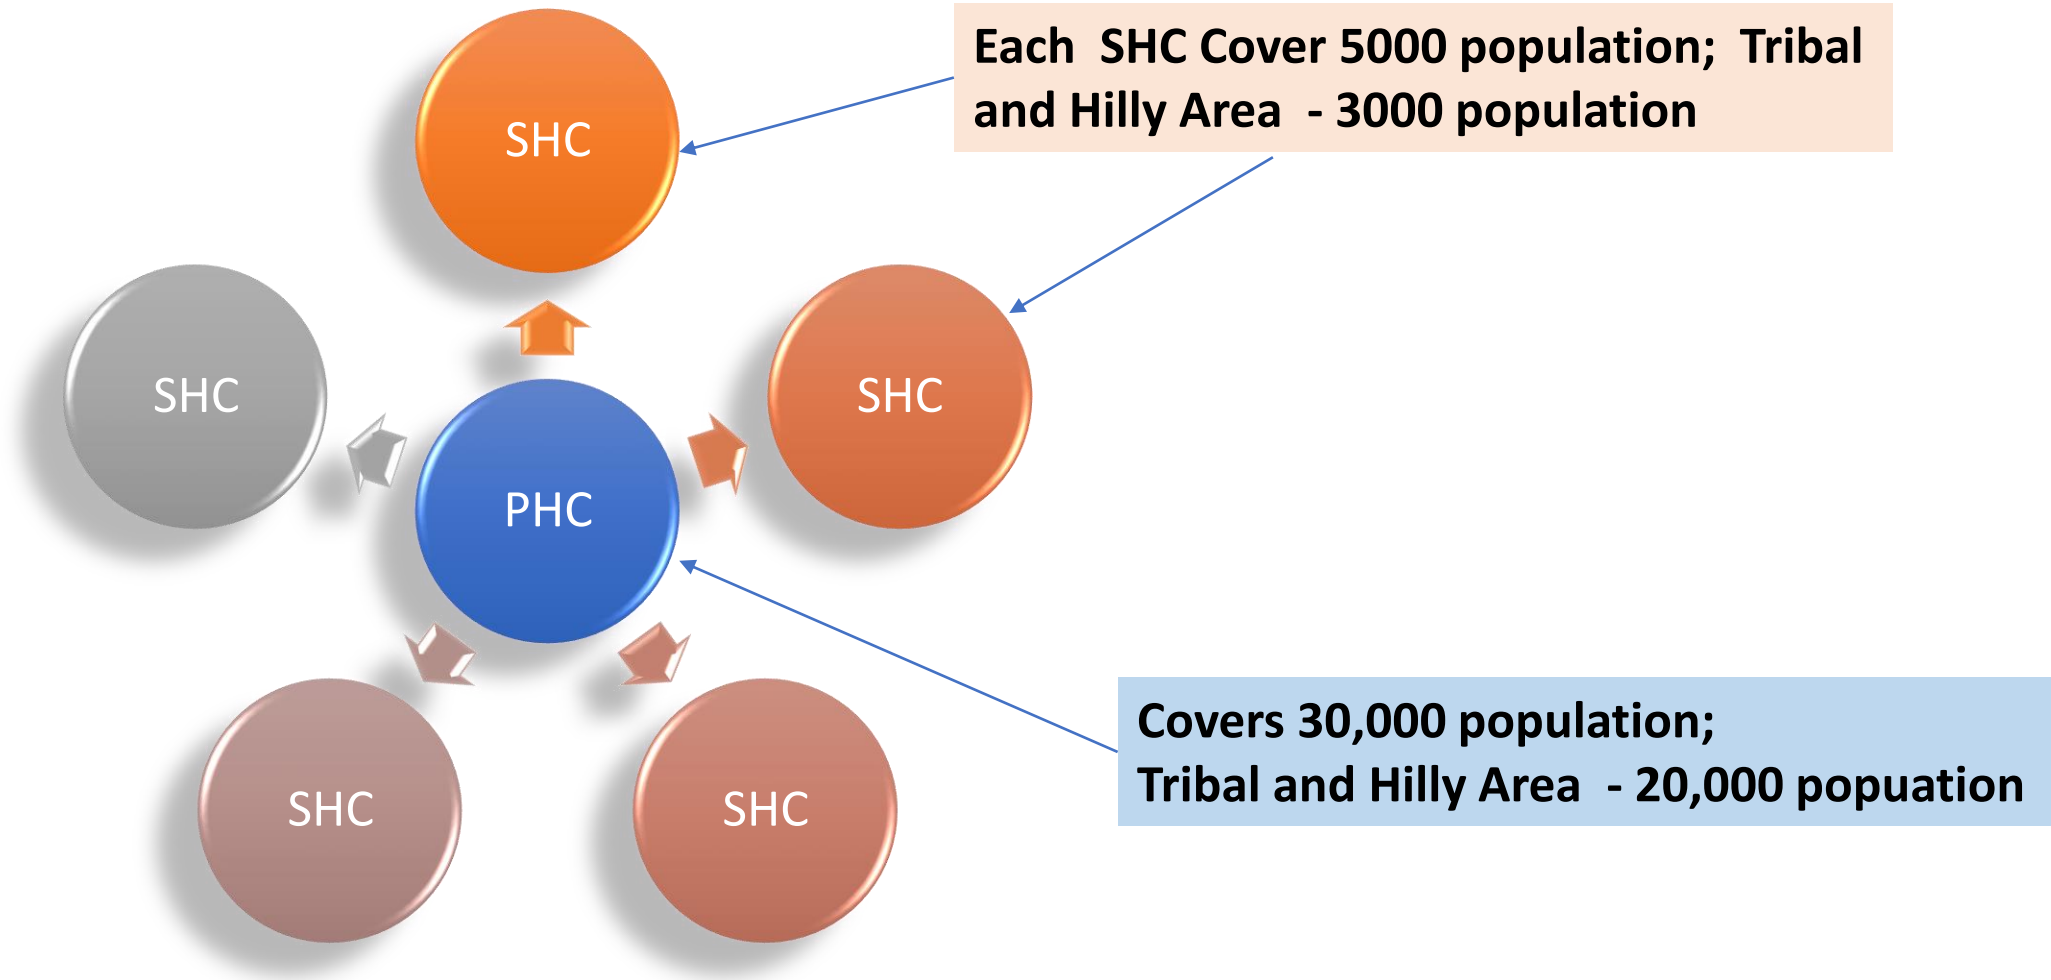 SHC
Each  SHC Cover 5000 population;  Tribal
and Hilly Area  - 3000 population
SHC
SHC
PHC
Covers 30,000 population;
Tribal and Hilly Area  - 20,000 popuation
SHC
SHC